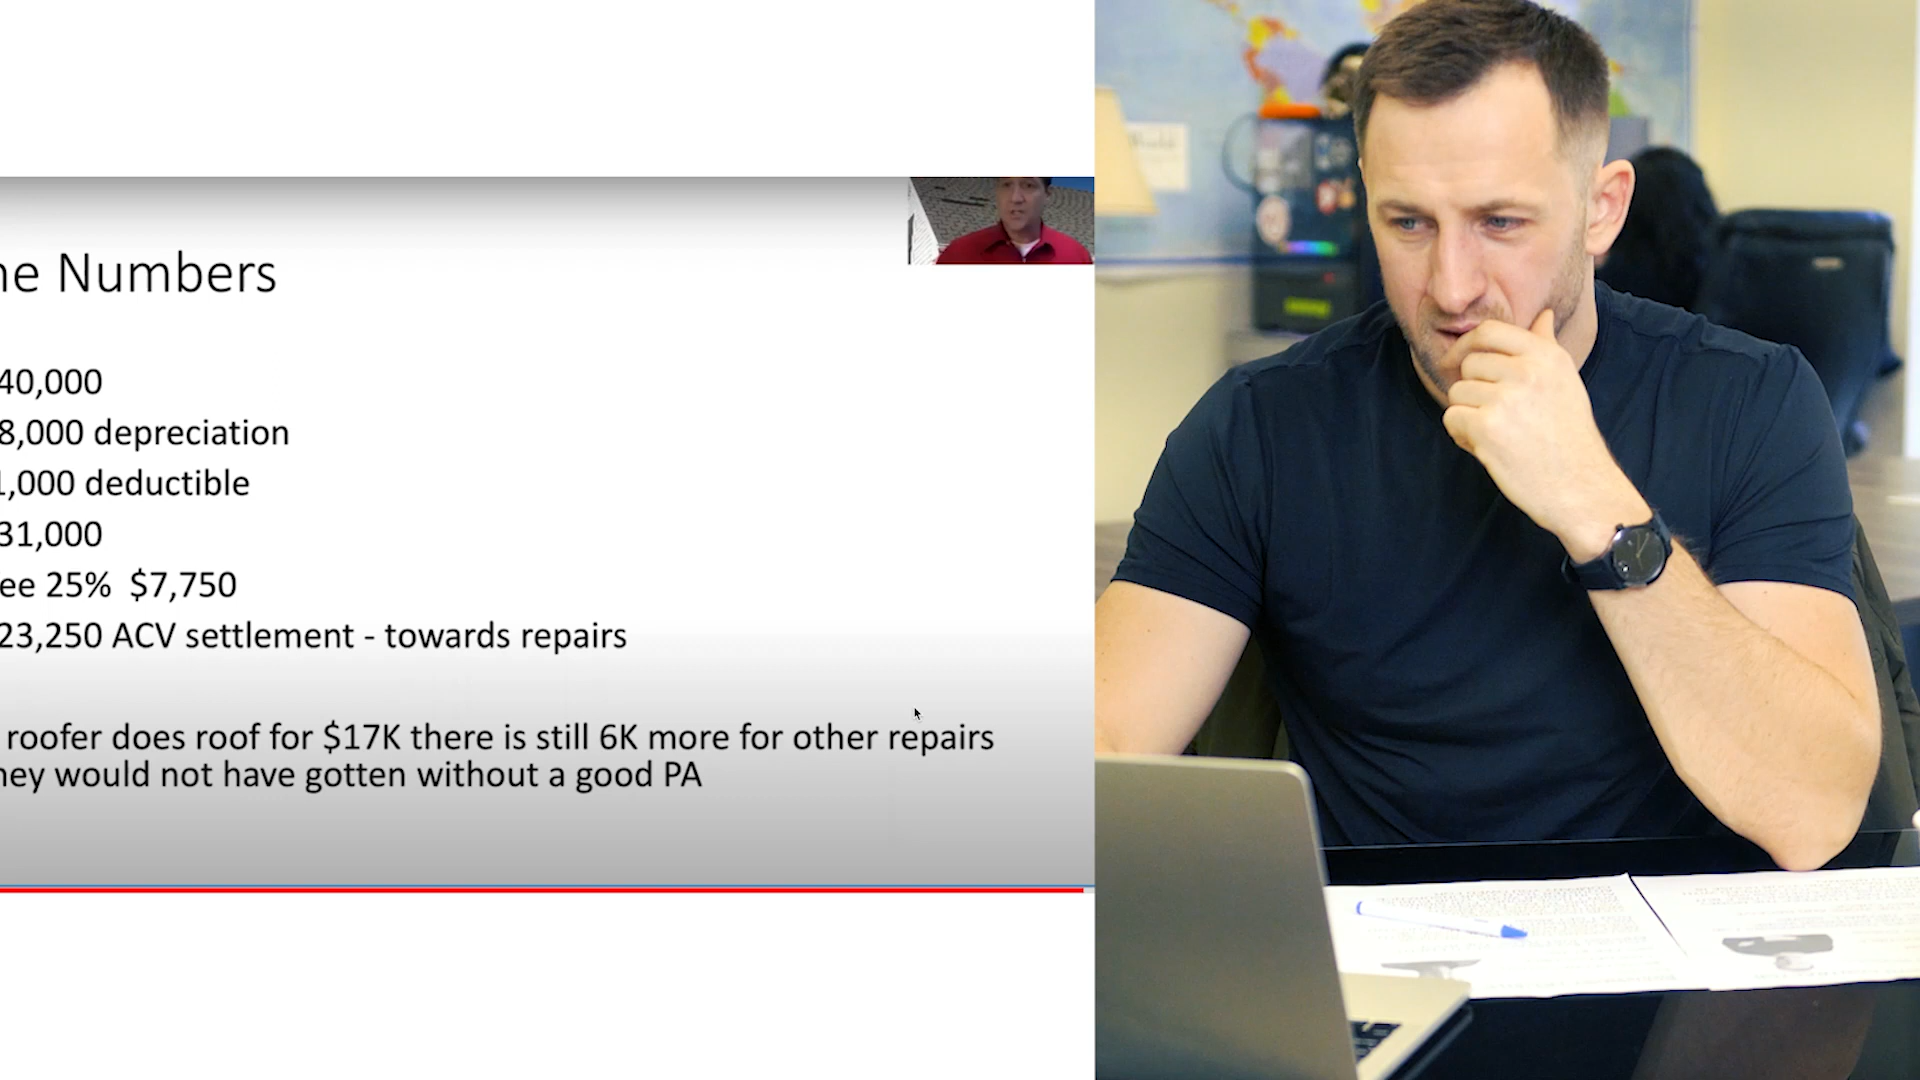 ne Numbers
40,000
8,000 depreciation
1,000 deductible
31,000
ee 25% $7,750
23,250 ACV settlement - towards repairs
roofer does roof for $17K there is still 6K more for other repairs
hey would not have gotten without a good PA